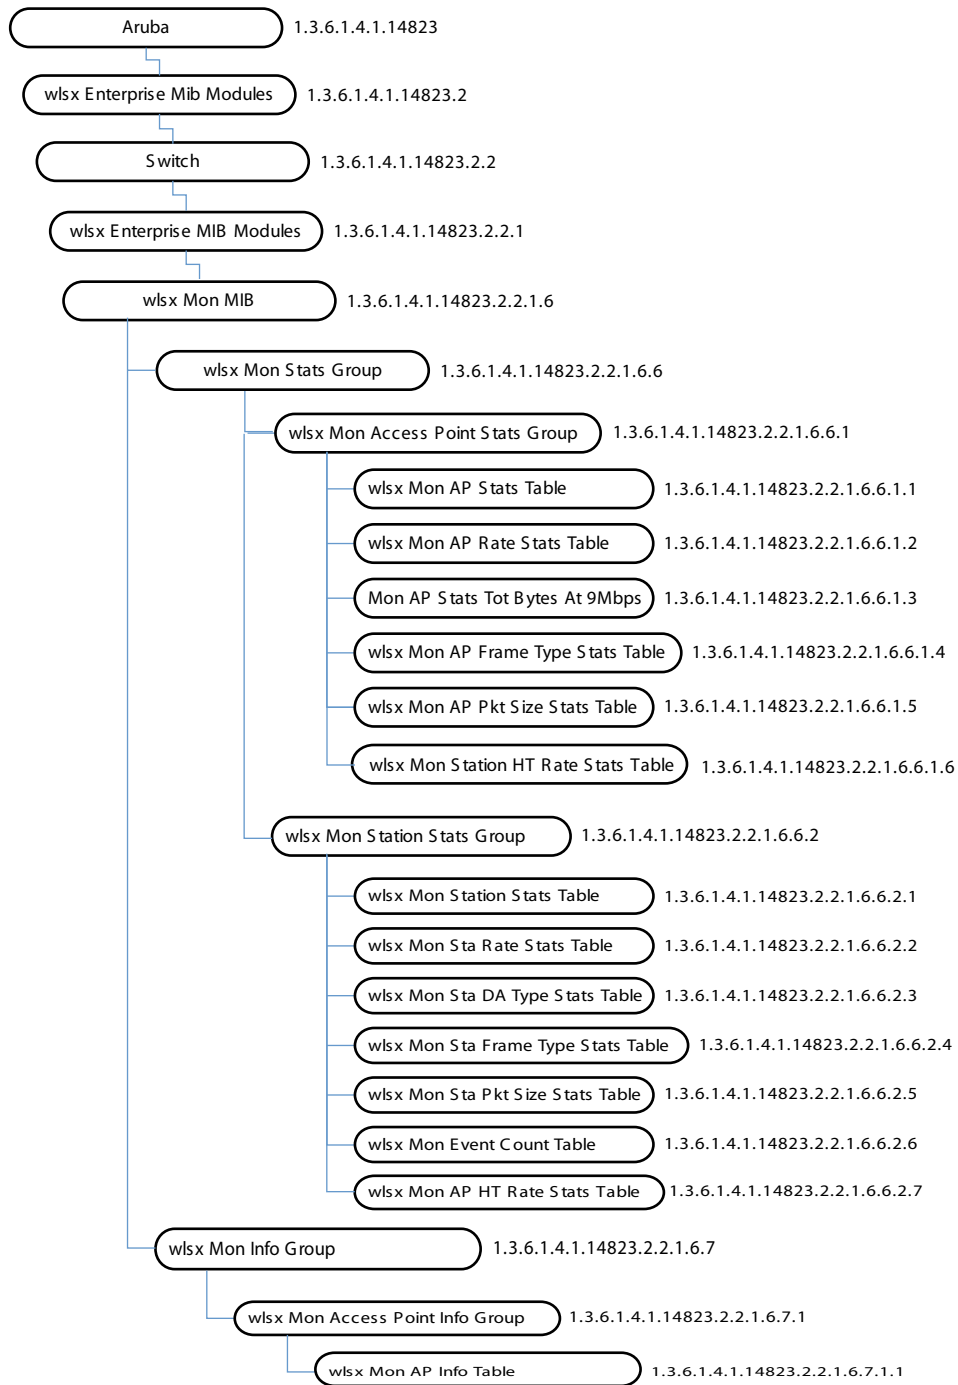 Aruba 1.3.6.1.4.1.14823
wlsx Enterprise Mib Modules 1.3.6.1.4.1.14823.2
Switch 1.3.6.1.4.1.14823.2.2
wlsx Enterprise MIB Modules 1.3.6.1.4.1.14823.2.2.1
wlsx Mon MIB 1.3.6.1.4.1.14823.2.2.1.6
wlsx Mon Stats Group 1.3.6.1.4.1.14823.2.2.1.6.6
wlsx Mon Access Point Stats Group 1.3.6.1.4.1.14823.2.2.1.6.6.1
wlsx Mon AP Stats Table 1.3.6.1.4.1.14823.2.2.1.6.6.1.1
wlsx Mon AP Rate Stats Table 1.3.6.1.4.1.14823.2.2.1.6.6.1.2
Mon AP Stats Tot Bytes At 9Mbps 1.3.6.1.4.1.14823.2.2.1.6.6.1.3
wlsx Mon AP Frame Type Stats Table 1.3.6.1.4.1.14823.2.2.1.6.6.1.4
wlsx Mon AP Pkt Size Stats Table 1.3.6.1.4.1.14823.2.2.1.6.6.1.5
wlsx Mon Station HT Rate Stats Table 1.3.6.1.4.1.14823.2.2.1.6.6.1.6
wlsx Mon Station Stats Group 1.3.6.1.4.1.14823.2.2.1.6.6.2
wlsx Mon Station Stats Table 1.3.6.1.4.1.14823.2.2.1.6.6.2.1
wlsx Mon Sta Rate Stats Table 1.3.6.1.4.1.14823.2.2.1.6.6.2.2
wlsx Mon Sta DA Type Stats Table 1.3.6.1.4.1.14823.2.2.1.6.6.2.3
wlsx Mon Sta Frame Type Stats Table 1.3.6.1.4.1.14823.2.2.1.6.6.2.4
wlsx Mon Sta Pkt Size Stats Table 1.3.6.1.4.1.14823.2.2.1.6.6.2.5
wlsx Mon Event Count Table 1.3.6.1.4.1.14823.2.2.1.6.6.2.6
wlsx Mon AP HT Rate Stats Table 1.3.6.1.4.1.14823.2.2.1.6.6.2.7
wlsx Mon Info Group 1.3.6.1.4.1.14823.2.2.1.6.7
wlsx Mon Access Point Info Group 1.3.6.1.4.1.14823.2.2.1.6.7.1
wlsx Mon AP Info Table 1.3.6.1.4.1.14823.2.2.1.6.7.1.1